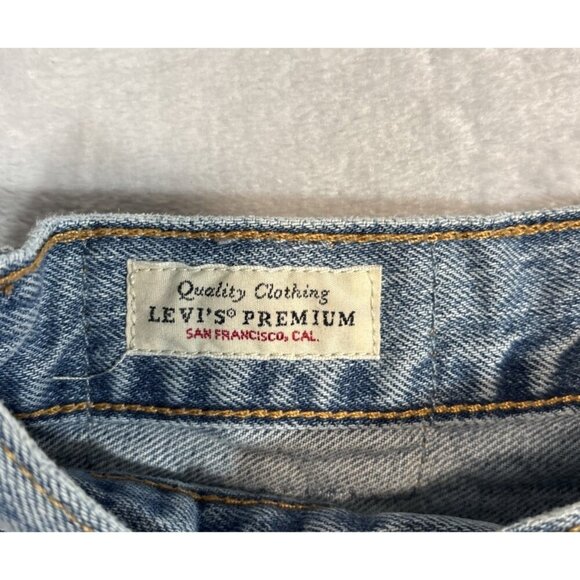 Quality Clothing
LEVI'S® PREMIUM
SAN FRANCISCO, CAL.